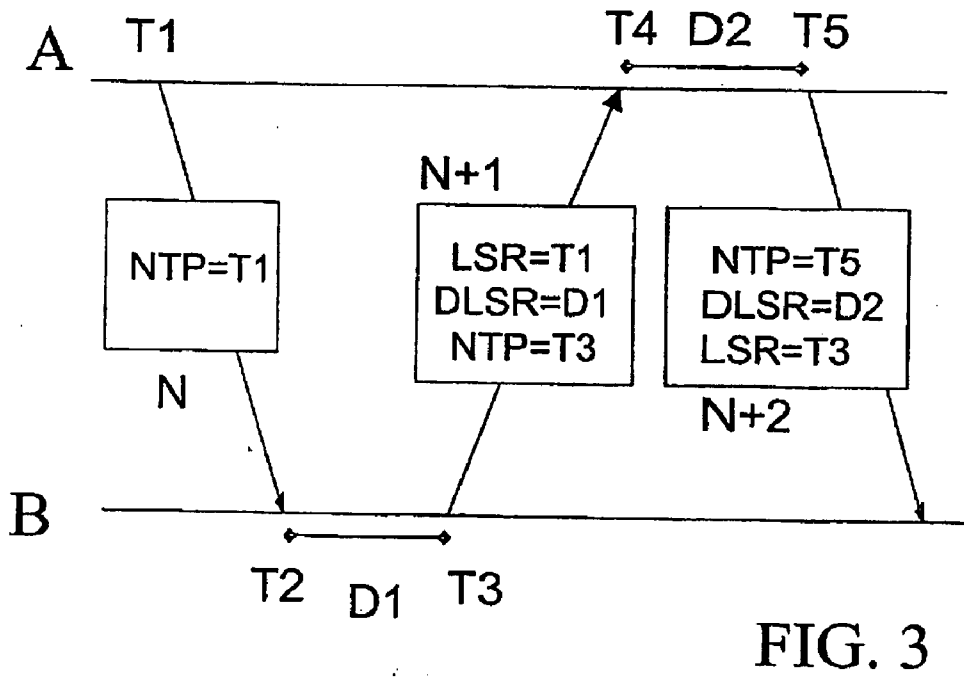 A
T1
T4
D2
T5
NTP=T1
N
N+1
LSR=T1
DLSR=D1
NTP=T3
NTP=T5
DLSR=D2
LSR=T3
N+2
B
T2
D1
T3
FIG. 3